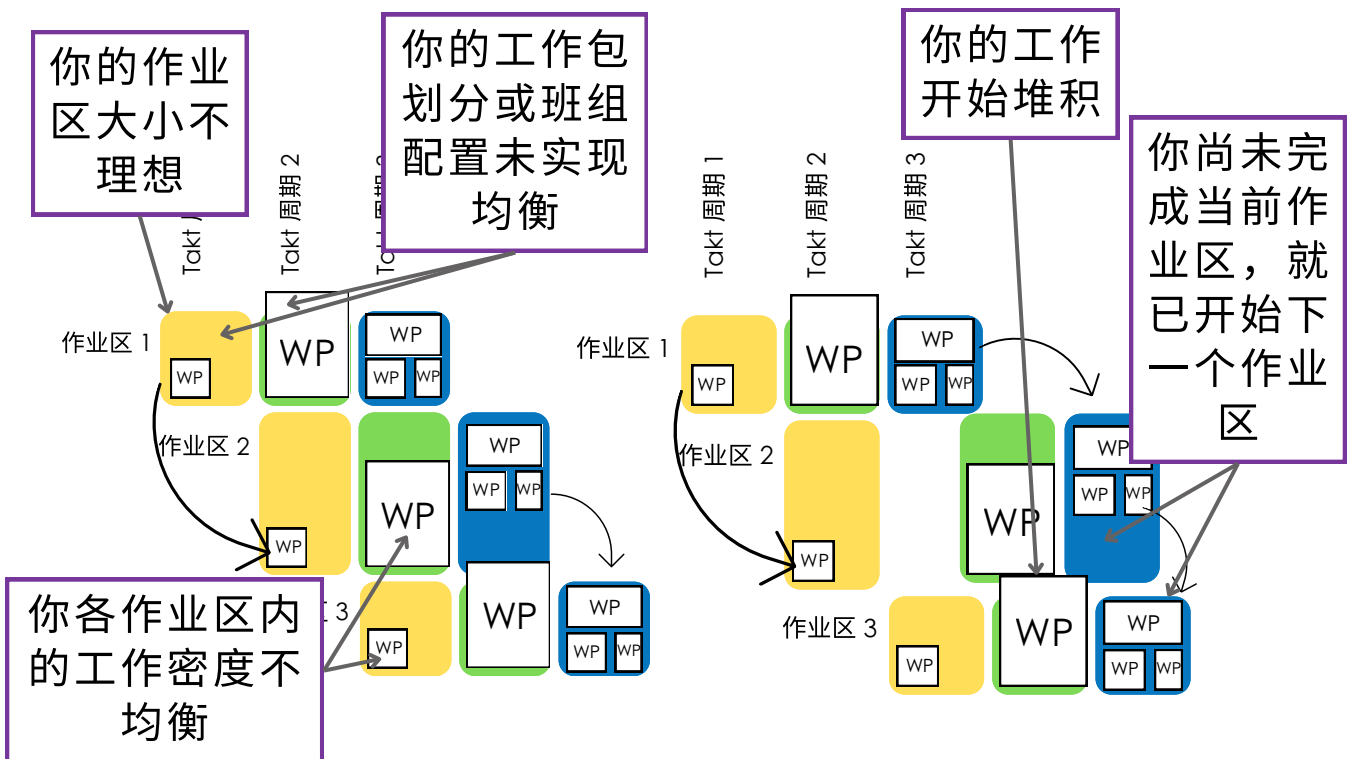 你的作业
区大小不
理想
你的工作包
划分或班组
配置未实现
均衡
你的工作
开始堆积
你尚未完
成当前作
业区，就
已开始下
一个作业
区
Takt
Takt 周期 2
Takt 周期 1
Takt 周期 2
Takt 周期 3
作业区 1
WP
WP
WP
WP
WP
作业区 2
WP
WP
WP
WP
WP
3
WP
WP
WP
WP
WP
你各作业区内
的工作密度不
均衡
作业区 1
WP
WP
WP
WP
WP
作业区 2
WP
WP
WP
WP
WP
作业区 3
WP
WP
WP
WP
WP